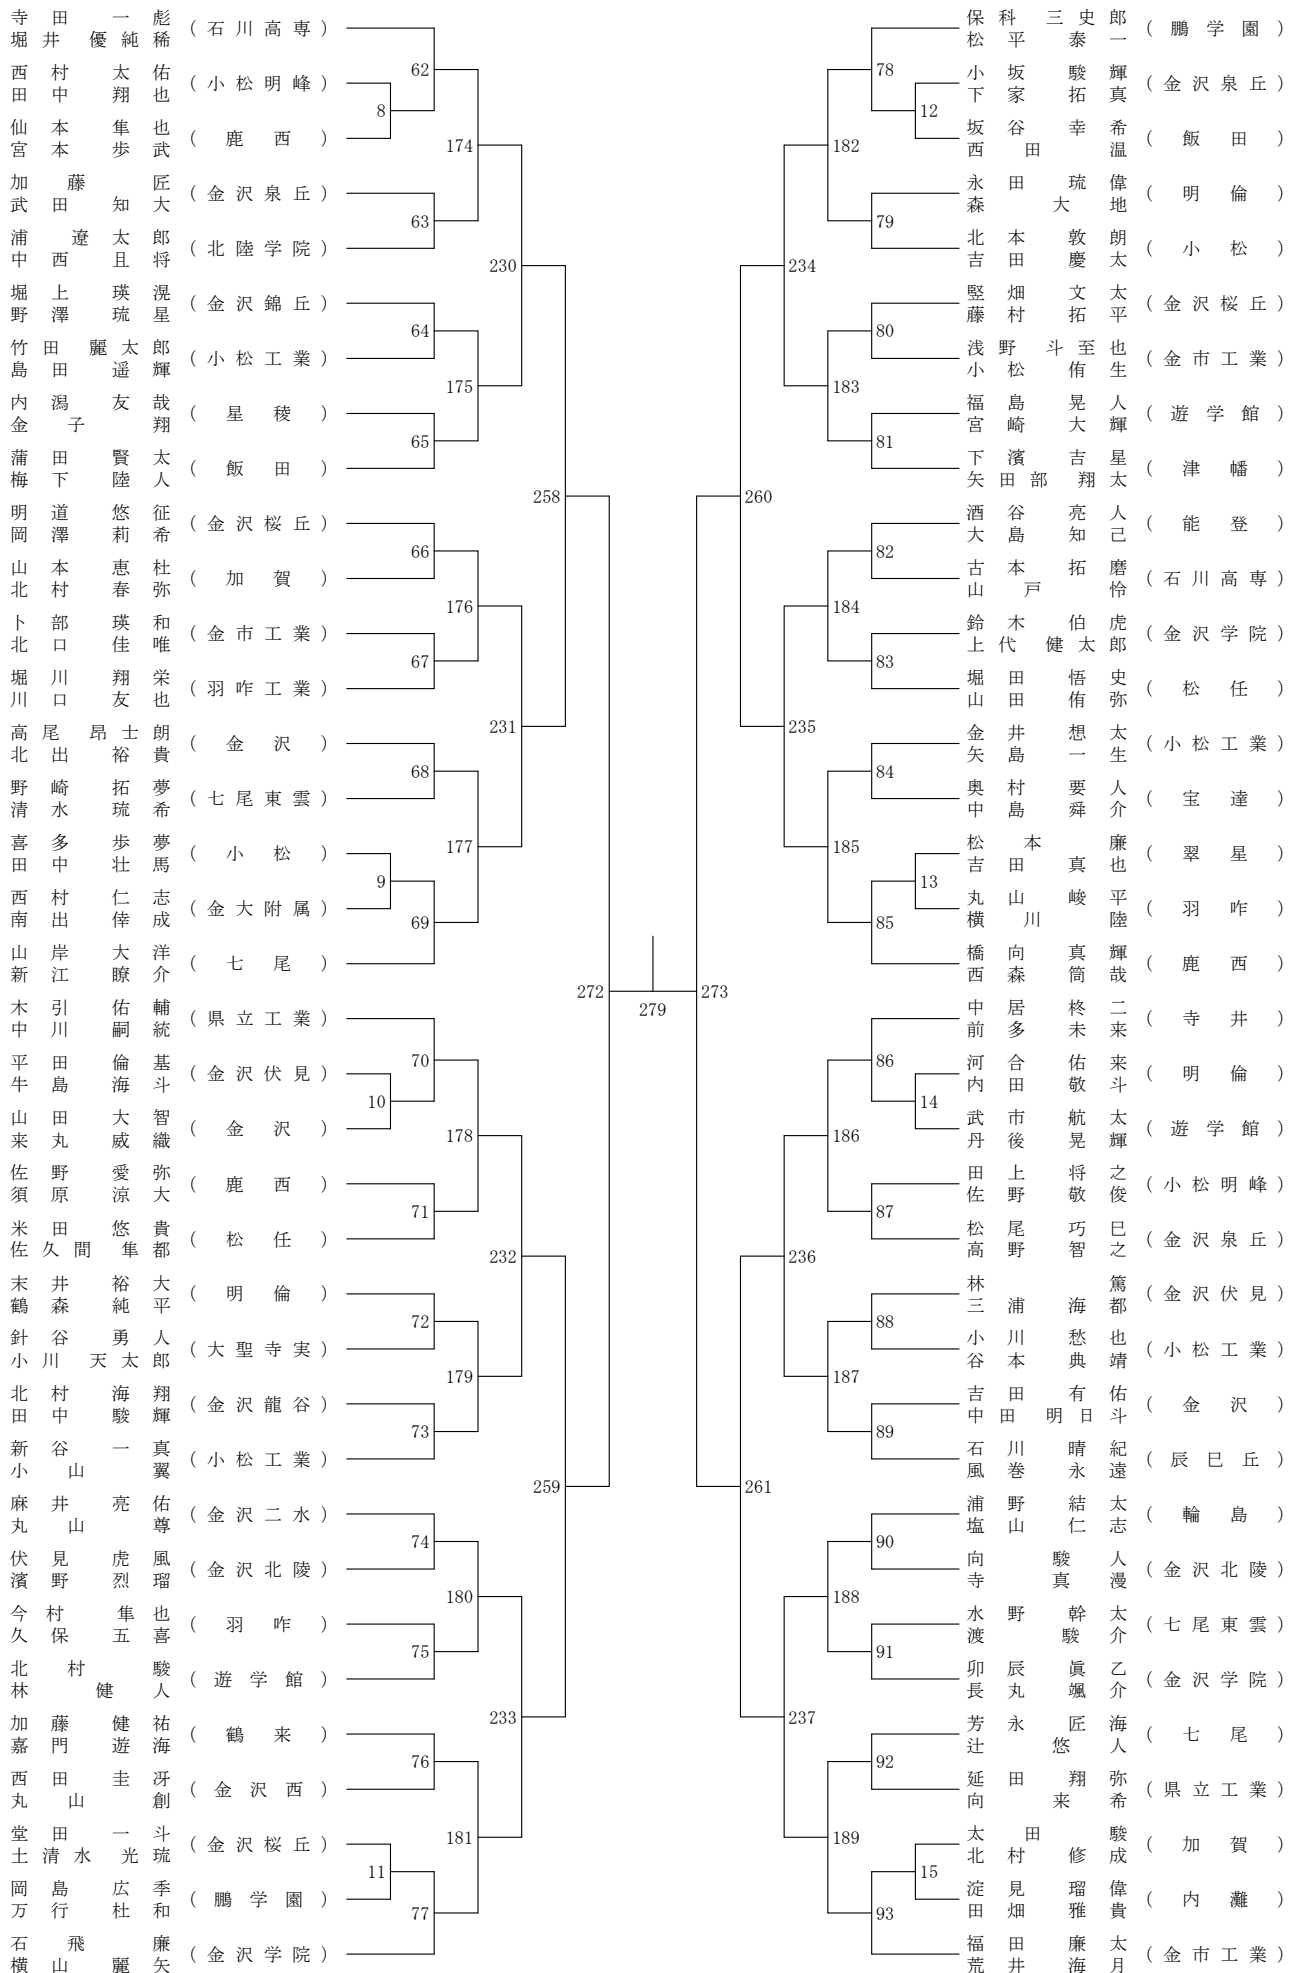 寺田 一彪
堀井 優純稀
(石川高専)
西村 太佑
田中 翔也
(小松明峰)
仙本 隼也
宮本 歩武
(鹿西)
加藤 匠
武田 知大
(金沢泉丘)
浦 遼太郎
中西 且将
(北陸学院)
堀上 瑛滉
野澤 琉星
(金沢錦丘)
竹田 麗太郎
島田 遥輝
(小松工業)
内潟 友哉
金子 翔
(星稜)
蒲田 賢太
梅下 陸人
(飯田)
明道 悠征
岡澤 莉希
(金沢桜丘)
山本 恵杜
北村 春弥
(加賀)
卜部 瑛和
北口 佳唯
(金市工業)
堀川 翔栄
川口 友也
(羽咋工業)
高尾 昂士朗
北出 裕貴
(金沢)
野崎 拓夢
清水 琉希
(七尾東雲)
喜多 歩夢
田中 壮馬
(小松)
西村 仁志
南出 倖成
(金大附属)
山岸 大洋
新江 瞭介
(七尾)
木引 佑輔
中川 嗣統
(県立工業)
平田 倫基
牛島 海斗
(金沢伏見)
山田 大智
来丸 威織
(金沢)
佐野 愛弥
須原 涼大
(鹿西)
米田 悠貴
佐久間 隼都
(松任)
末井 裕大
鶴森 純平
(明倫)
針谷 勇人
小川 天太郎
(大聖寺実)
北村 海翔
田中 駿輝
(金沢龍谷)
新谷 一真
小山 翼
(小松工業)
麻井 亮佑
丸山 尊
(金沢二水)
伏見 虎風
濱野 烈瑠
(金沢北陵)
今村 隼也
久保 五喜
(羽咋)
北村 駿
林 健人
(遊学館)
加藤 健祐
嘉門 遊海
(鶴来)
西田 圭冴
丸山 創
(金沢西)
堂田 一斗
土清水 光琉
(金沢桜丘)
岡島 広季
万行 杜和
(鵬学園)
石飛 廉
横山 麗矢
(金沢学院)
8
9
10
11
62
63
64
65
66
67
68
69
70
71
72
73
74
75
76
77
174
175
176
177
178
179
180
181
230
231
232
233
258
259
272
279
273
260
261
234
235
236
237
182
183
184
185
186
187
188
189
78
79
80
81
82
83
84
85
86
87
88
89
90
91
92
93
12
13
14
15
保科 三史郎
松平 泰一
(鵬学園)
小坂 駿輝
下家 拓真
(金沢泉丘)
坂谷 幸希
西田 温
(飯田)
永田 琉偉
森 大地
(明倫)
北本 敦朗
吉田 慶太
(小松)
竪畑 文太
藤村 拓平
(金沢桜丘)
浅野 斗至也
小松 侑生
(金市工業)
福島 晃人
宮崎 大輝
(遊学館)
下濱 吉星
矢田部 翔太
(津幡)
酒谷 亮人
大島 知己
(能登)
古本 拓磨
山戸 怜
(石川高専)
鈴木 伯虎
上代 健太郎
(金沢学院)
堀田 悟史
山田 侑弥
(松任)
金井 想太
矢島 一生
(小松工業)
奥村 要人
中島 舜介
(宝達)
松本 廉
吉田 真也
(翠星)
丸山 峻平
横川 陸
(羽咋)
橋向 真輝
西森 筒哉
(鹿西)
中居 柊二
前多 未来
(寺井)
河合 佑来
内田 敬斗
(明倫)
武市 航太
丹後 晃輝
(遊学館)
田上 将之
佐野 敬俊
(小松明峰)
松尾 巧巳
高野 智之
(金沢泉丘)
林 篤
三浦 海都
(金沢伏見)
小川 愁也
谷本 典靖
(小松工業)
吉田 有佑
中田 明日斗
(金沢)
石川 晴紀
風巻 永遠
(辰巳丘)
浦野 結太
塩山 仁志
(輪島)
向 駿人
寺 真漫
(金沢北陵)
水野 幹太
渡 駿介
(七尾東雲)
卯辰 眞乙
長丸 颯介
(金沢学院)
芳永 匠海
辻 悠人
(七尾)
延田 翔弥
向 来希
(県立工業)
太田 駿
北村 修成
(加賀)
淀見 瑠偉
田畑 雅貴
(内灘)
福田 廉太
荒井 海月
(金市工業)